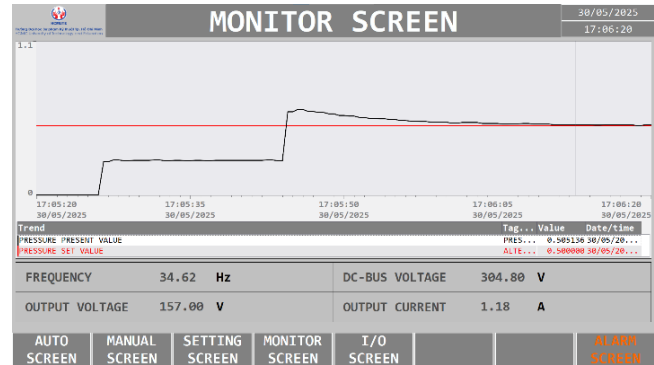 HCMUTE
MONITOR SCREEN
30/05/2025
17:06:20
1.1
0
17:05:20 17:05:35 17:05:50 17:06:05 17:06:20
30/05/2025 30/05/2025 30/05/2025 30/05/2025 30/05/2025
Trend Tag... Value Date/time
PRESSURE PRESENT VALUE PRES... 0.505136 30/05/20...
PRESSURE SET VALUE ALTE... 0.500000 30/05/20...
FREQUENCY 34.62 Hz DC-BUS VOLTAGE 304.80 V
OUTPUT VOLTAGE 157.00 V OUTPUT CURRENT 1.18 A
AUTO MANUAL SETTING MONITOR I/O ALARM
SCREEN SCREEN SCREEN SCREEN SCREEN SCREEN